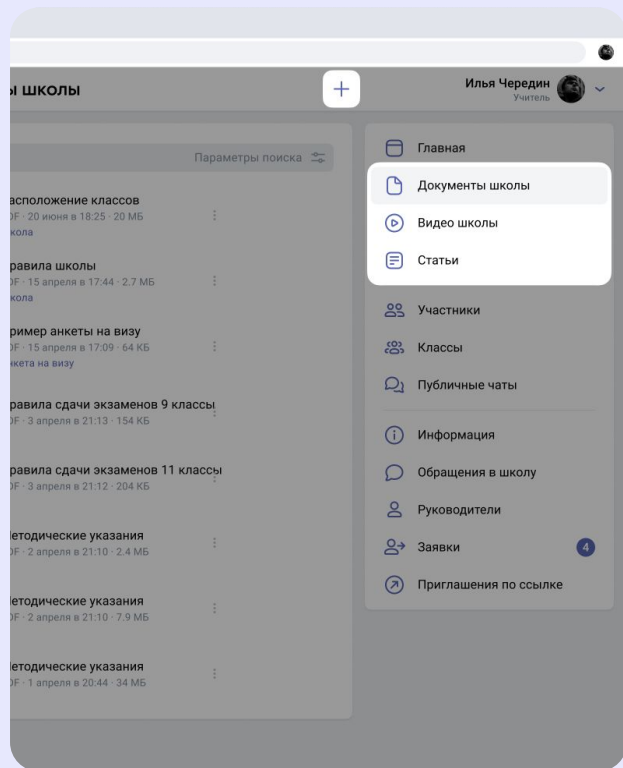 ы школы
Илья Чередин
Учитель
Параметры поиска
асположение классов
DF · 20 июня в 18:25 · 20 МБ
кола
равила школы
DF · 15 апреля в 17:44 · 2.7 МБ
кола
ример анкеты на визу
DF · 15 апреля в 17:09 · 64 КБ
нкета на визу
равила сдачи экзаменов 9 классы
DF · 3 апреля в 21:13 · 154 КБ
равила сдачи экзаменов 11 классы
DF · 3 апреля в 21:12 · 204 КБ
етодические указания
DF · 2 апреля в 21:10 · 2.4 МБ
етодические указания
DF · 2 апреля в 21:10 · 7.9 МБ
етодические указания
DF · 1 апреля в 20:44 · 34 МБ
Главная
Документы школы
Видео школы
Статьи
Участники
Классы
Публичные чаты
Информация
Обращения в школу
Руководители
Заявки 4
Приглашения по ссылке